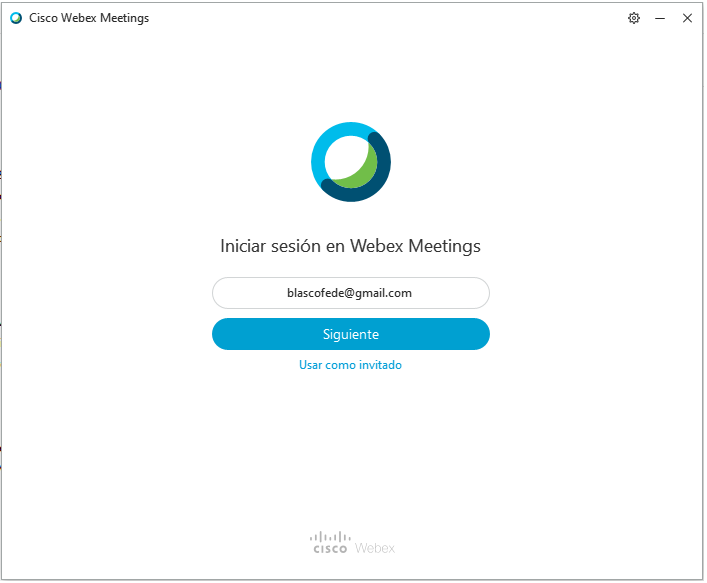 Cisco Webex Meetings
Iniciar sesión en Webex Meetings
blascofede@gmail.com
Siguiente
Usar como invitado
CISCO Webex